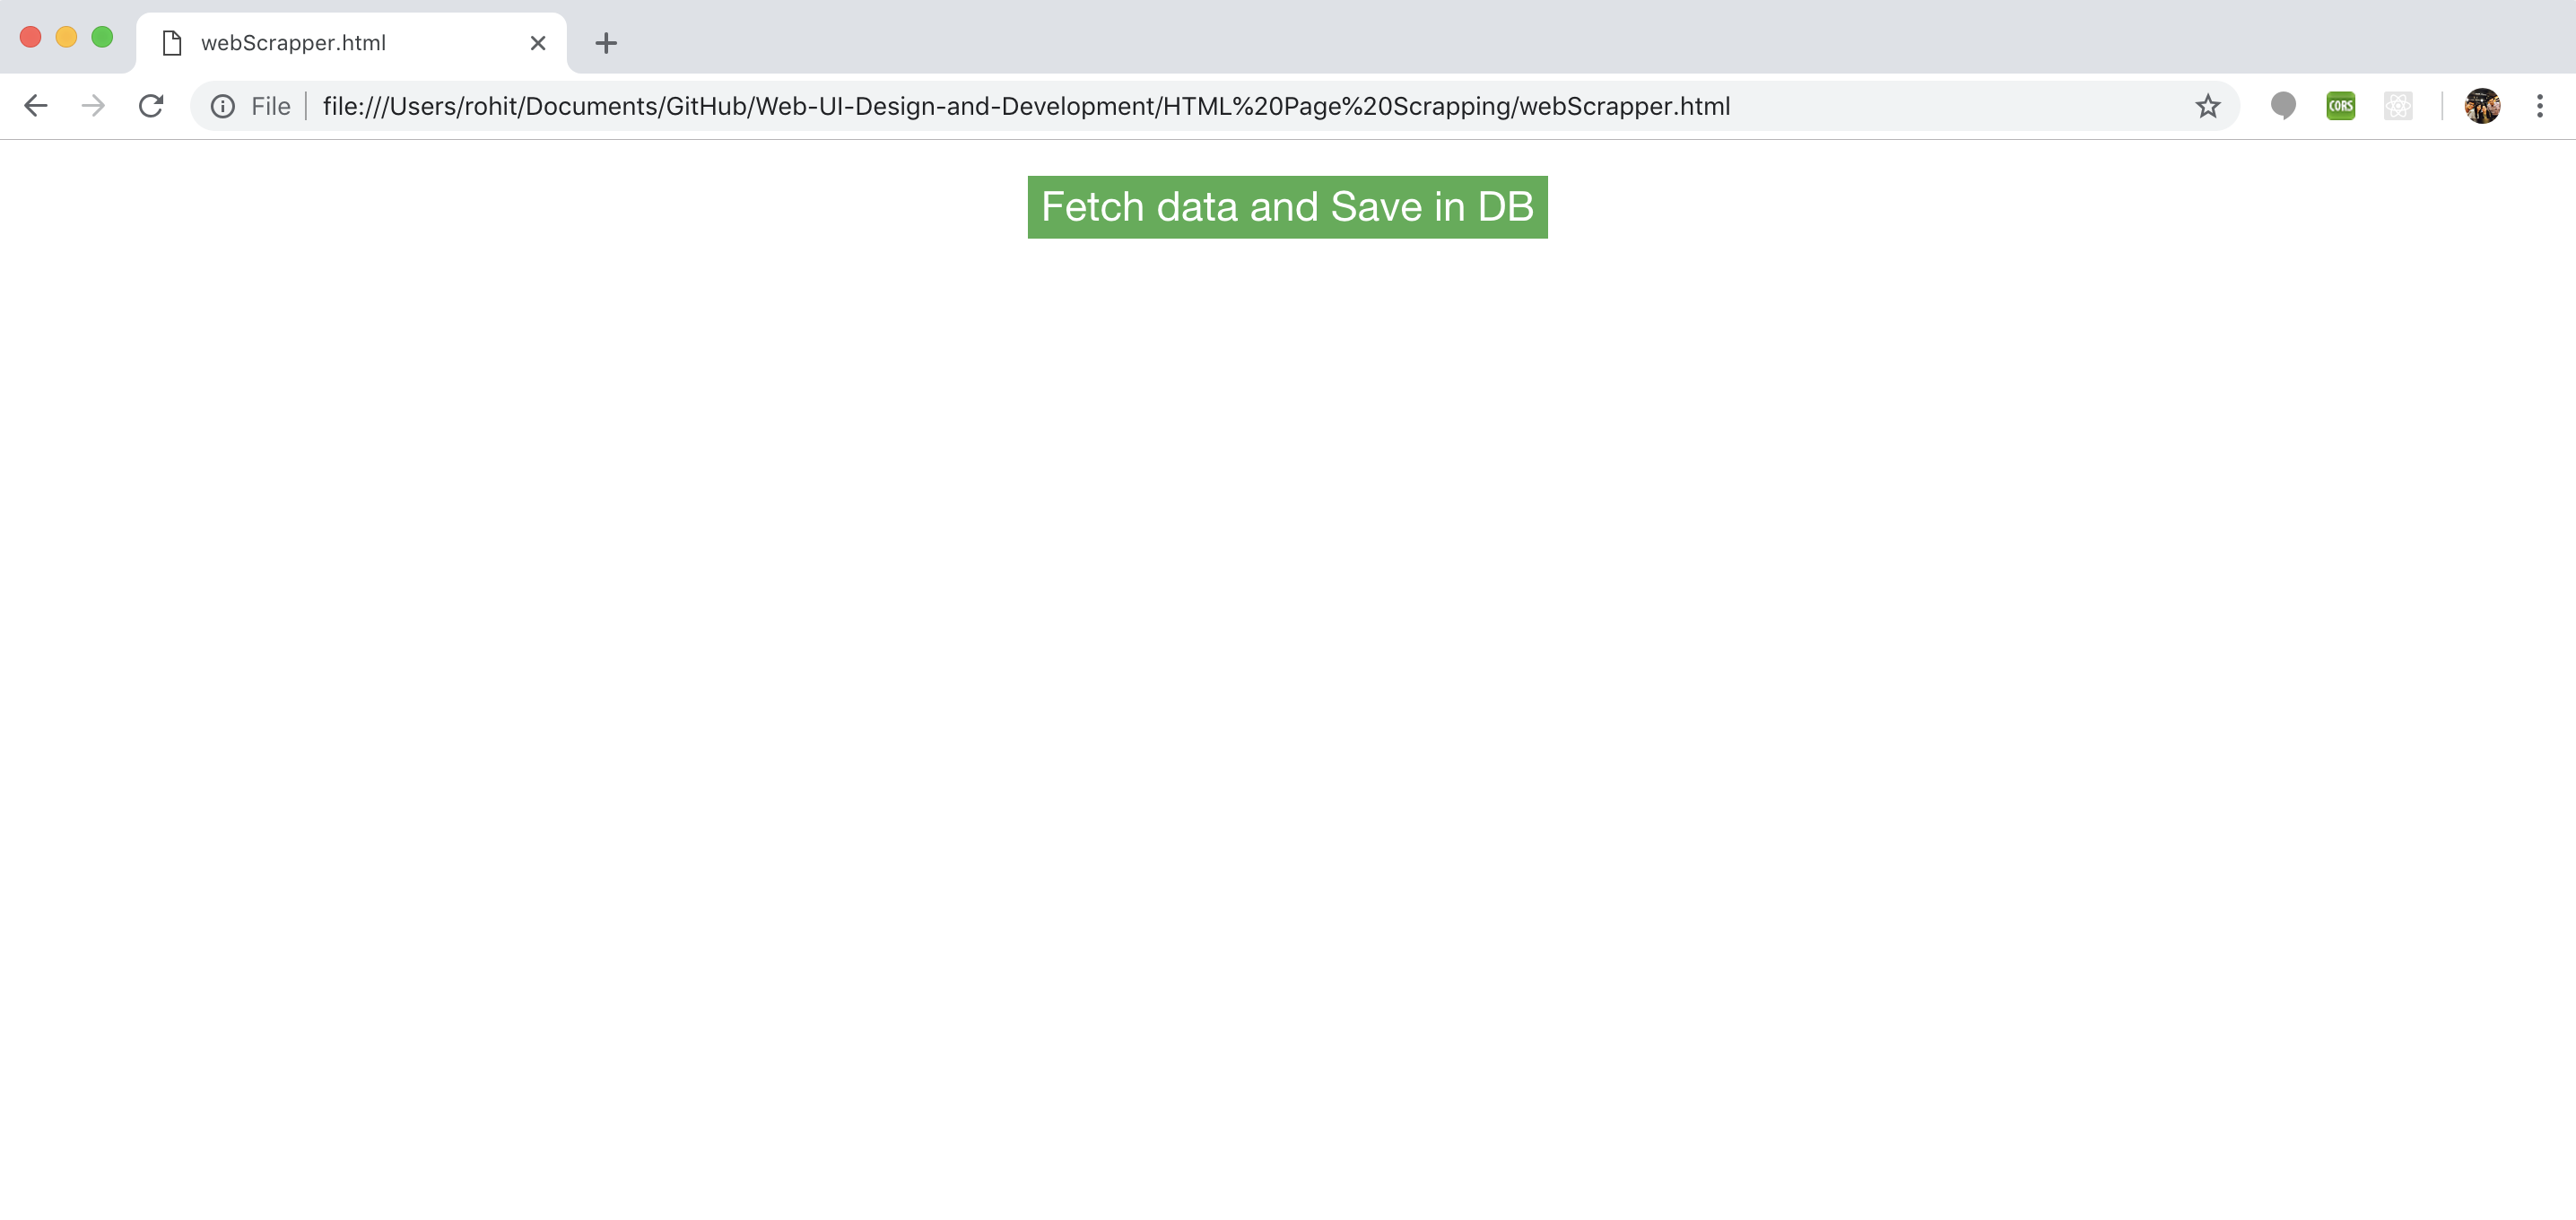 webScrapper.html
File file:///Users/rohit/Documents/GitHub/Web-UI-Design-and-Development/HTML%20Page%20Scrapping/webScrapper.html
CORS
Fetch data and Save in DB